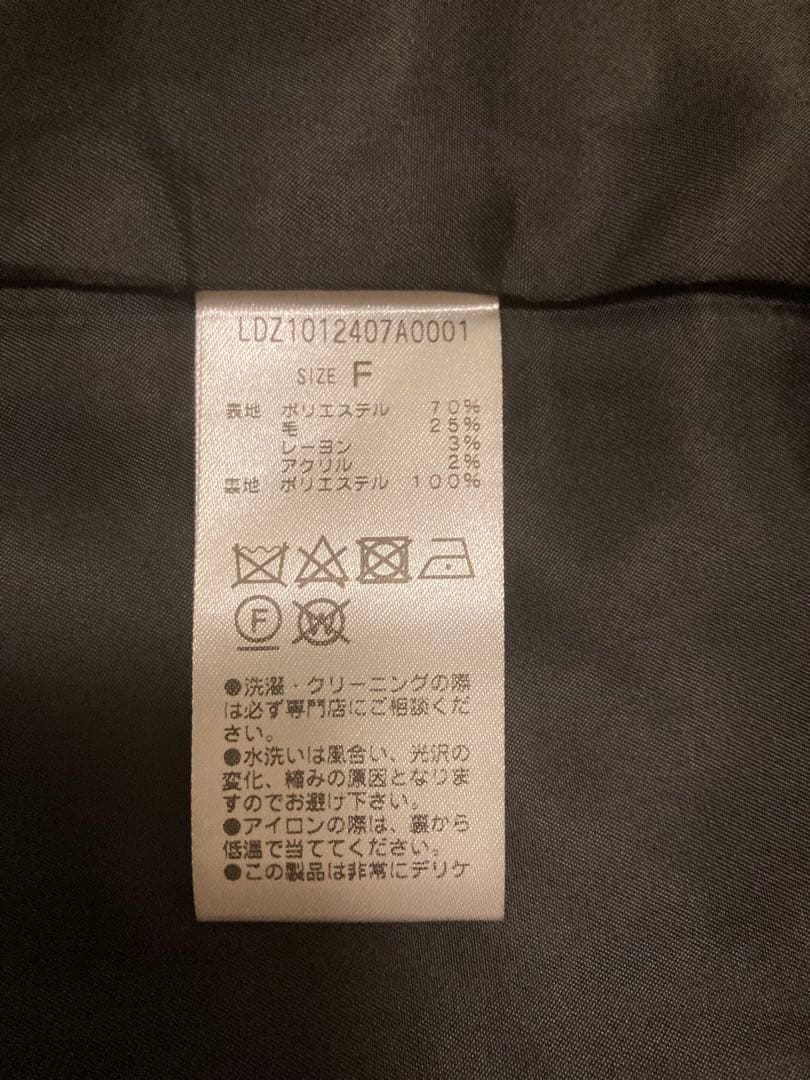 LDZ1012407A0001
SIZE F
表地 ポリエステル 70%
毛 25%
レーヨン 3%
アクリル 2%
裏地 ポリエステル 100%
F W
●洗濯・クリーニングの際
は必ず専門店にご相談くだ
さい。
●水洗いは風合い、光沢の
変化、縮みの原因となりま
すのでお避け下さい。
●アイロンの際は、裏から
低温で当ててください。
●この製品は非常にデリケ